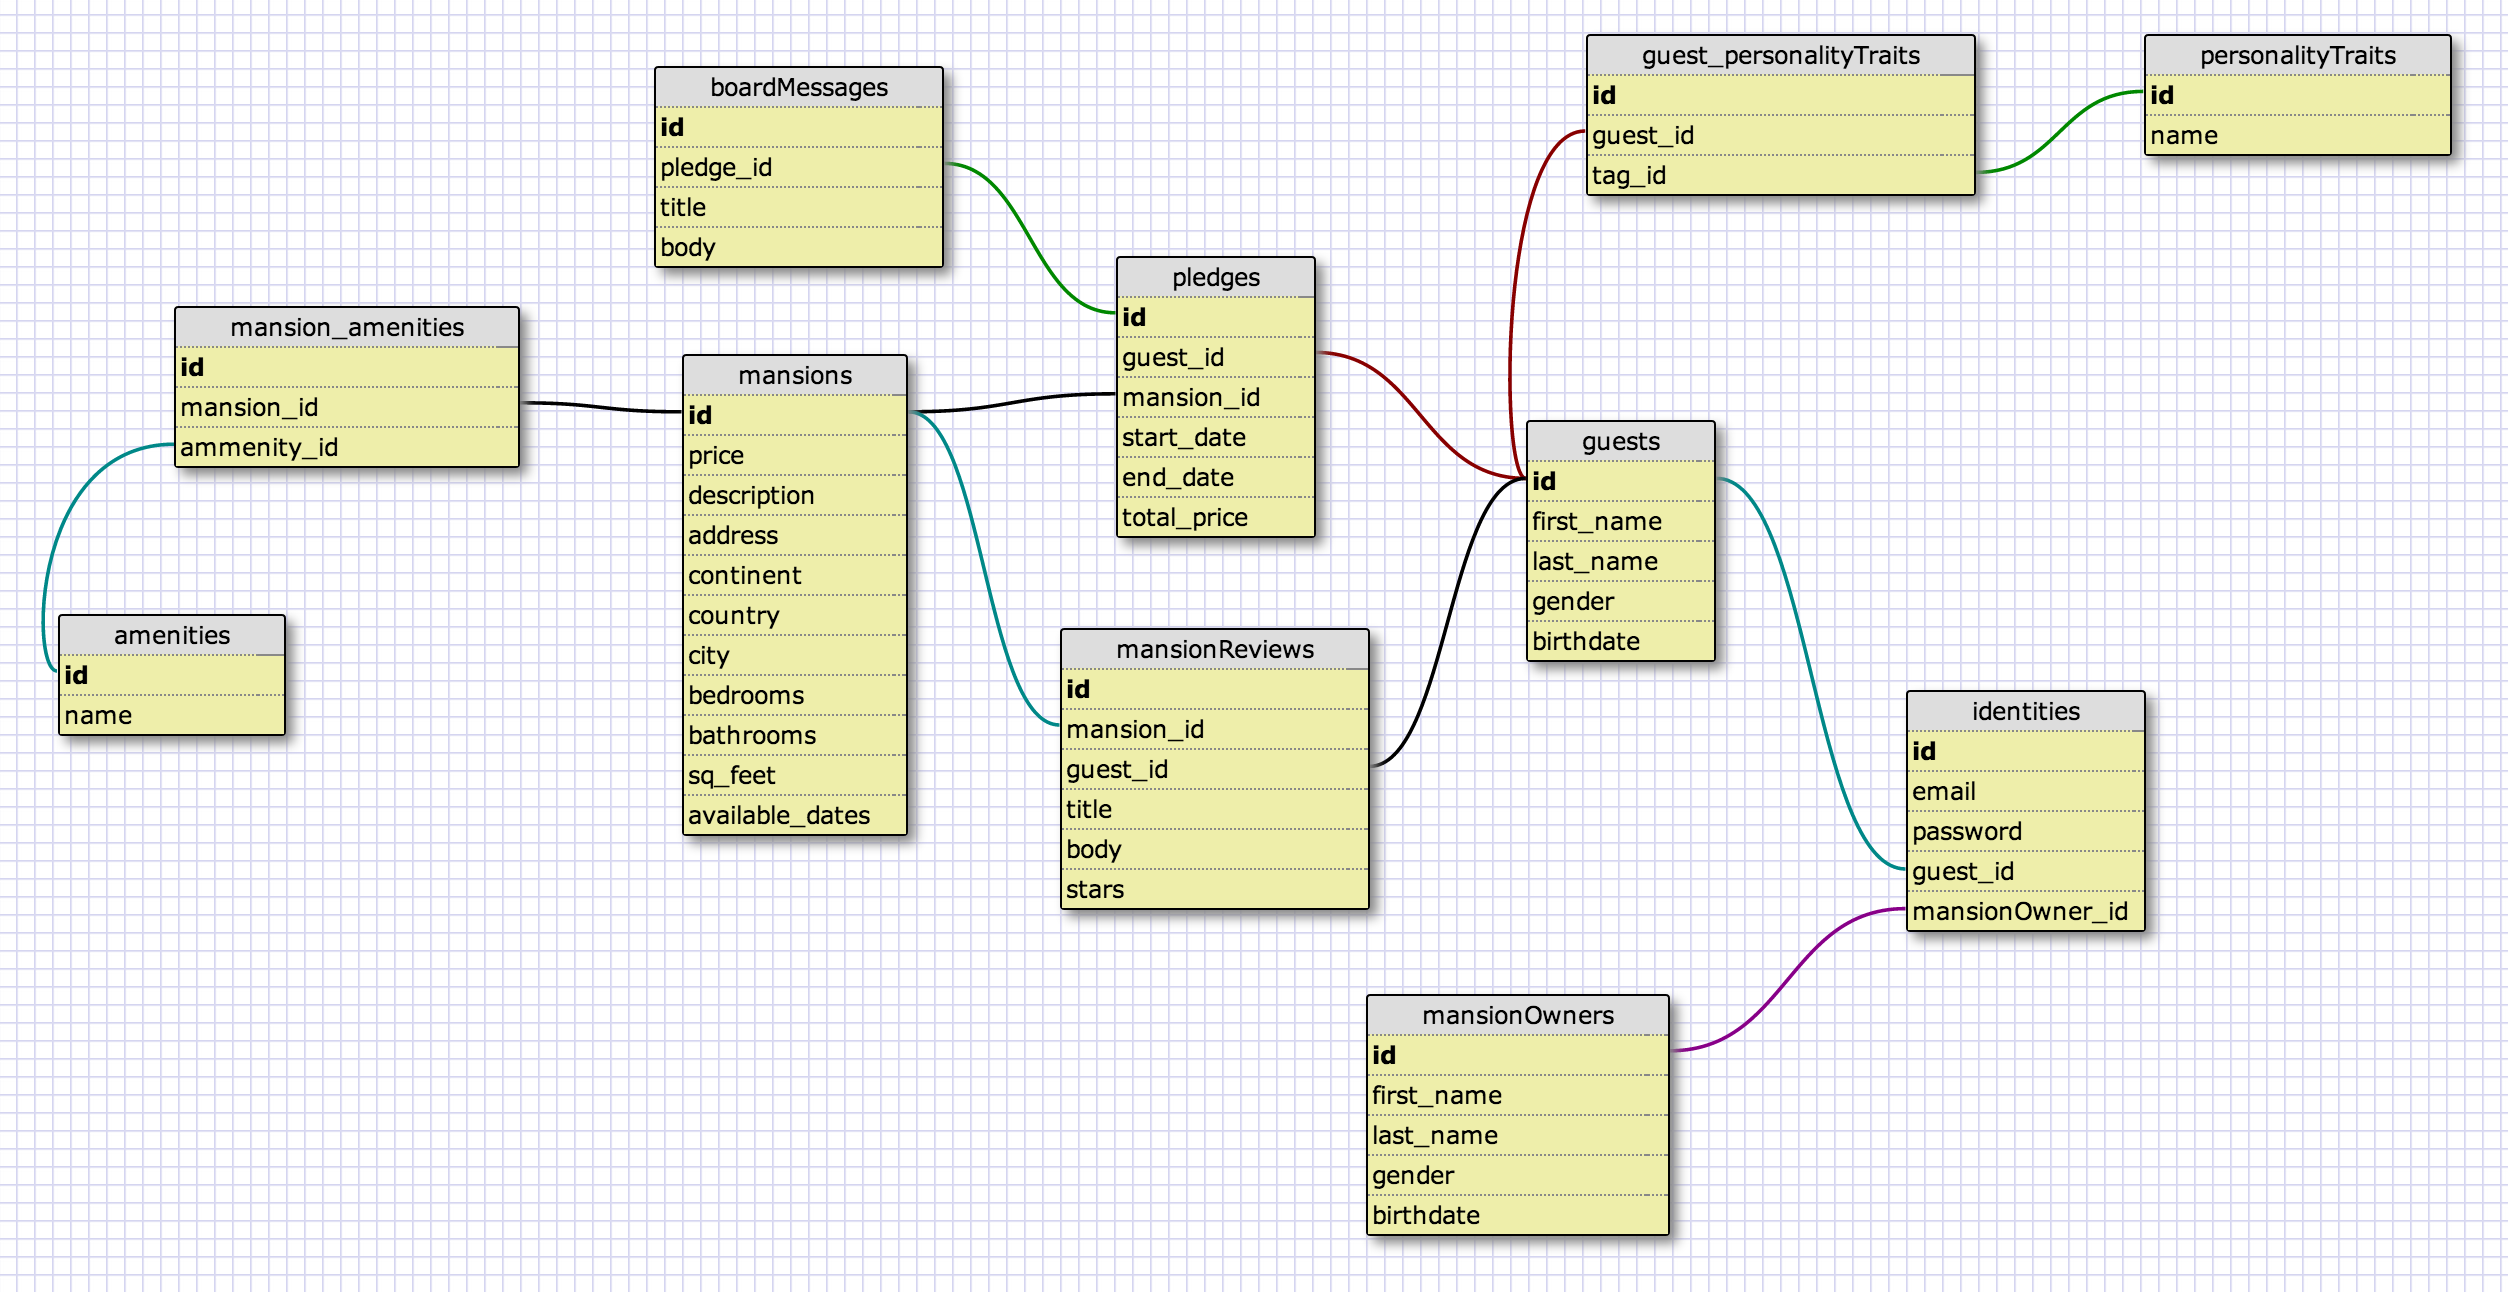 boardMessages
id
pledge_id
title
body
guest_personalityTraits
id
guest_id
tag_id
personalityTraits
id
name
mansion_amenities
id
mansion_id
ammenity_id
mansions
id
price
description
address
continent
country
city
bedrooms
bathrooms
sq_feet
available_dates
pledges
id
guest_id
mansion_id
start_date
end_date
total_price
guests
id
first_name
last_name
gender
birthdate
amenities
id
name
mansionReviews
id
mansion_id
guest_id
title
body
stars
identities
id
email
password
guest_id
mansionOwner_id
mansionOwners
id
first_name
last_name
gender
birthdate